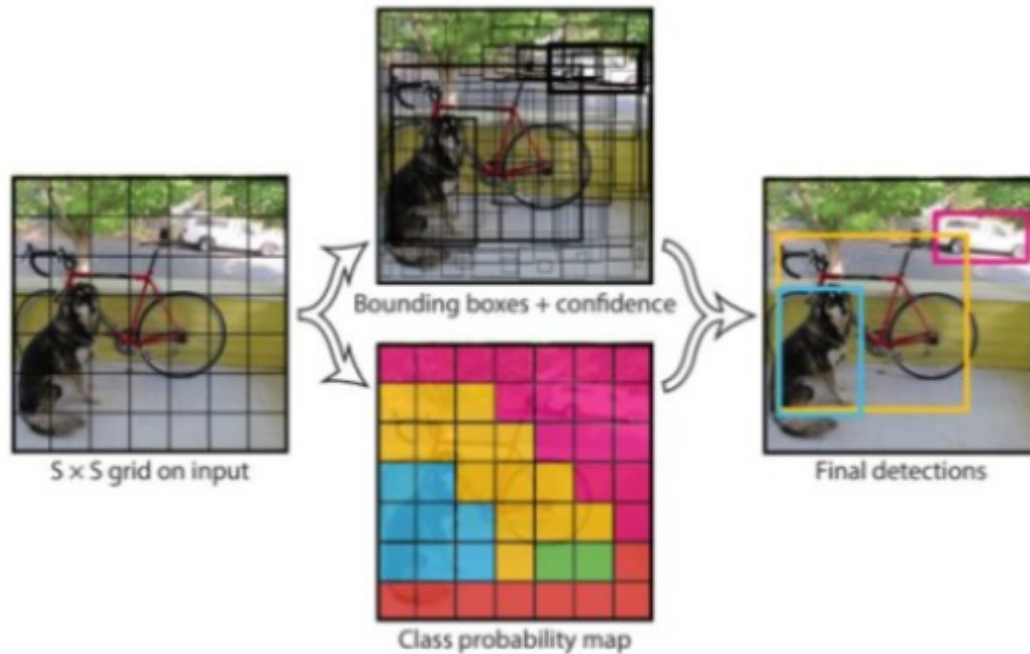 Bounding boxes + confidence
S × S grid on input
Final detections
Class probability map